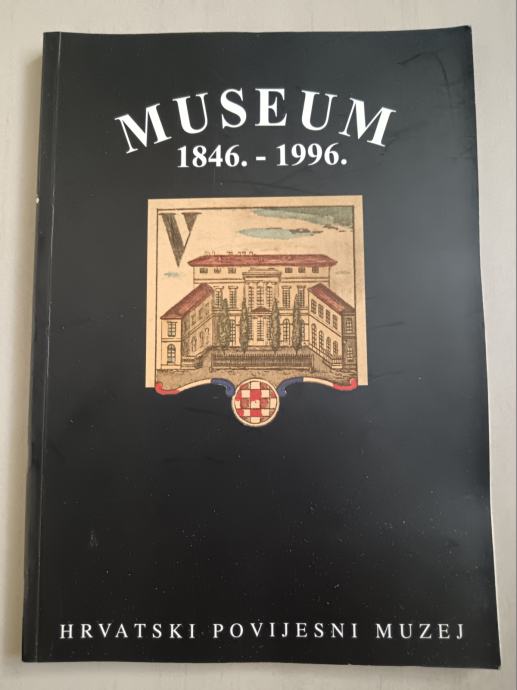 MUSEUM
1846. - 1996.
V
HRVATSKI POVIJESNI MUZEJ